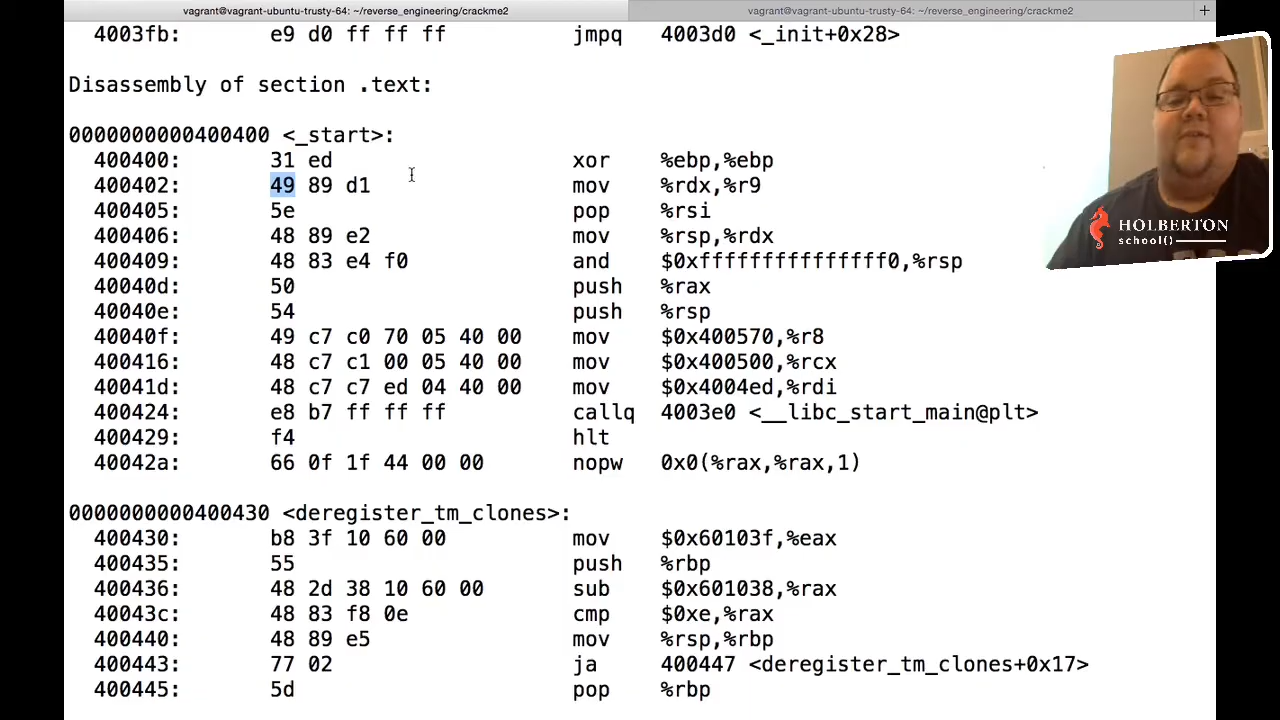 vagrant@vagrant-ubuntu-trusty-64: ~/reverse_engineering/crackme2 vagrant@vagrant-ubuntu-trusty-64: ~/reverse_engineering/crackme2 +
4003fb: e9 d0 ff ff ff jmpq 4003d0 <_init+0x28>
Disassembly of section .text:
0000000000400400 <_start>:
400400: 31 ed xor %ebp,%ebp
400402: 49 89 d1 mov %rdx,%r9
400405: 5e pop %rsi
400406: 48 89 e2 mov %rsp,%rdx
400409: 48 83 e4 f0 and $0xfffffffffffffff0,%rsp
40040d: 50 push %rax
40040e: 54 push %rsp
40040f: 49 c7 c0 70 05 40 00 mov $0x400570,%r8
400416: 48 c7 c1 00 05 40 00 mov $0x400500,%rcx
40041d: 48 c7 c7 ed 04 40 00 mov $0x4004ed,%rdi
400424: e8 b7 ff ff ff callq 4003e0 <__libc_start_main@plt>
400429: f4 hlt
40042a: 66 0f 1f 44 00 00 nopw 0x0(%rax,%rax,1)
0000000000400430 <deregister_tm_clones>:
400430: b8 3f 10 60 00 mov $0x60103f,%eax
400435: 55 push %rbp
400436: 48 2d 38 10 60 00 sub $0x601038,%rax
40043c: 48 83 f8 0e cmp $0xe,%rax
400440: 48 89 e5 mov %rsp,%rbp
400443: 77 02 ja 400447 <deregister_tm_clones+0x17>
400445: 5d pop %rbp
HOLBERTON
school()